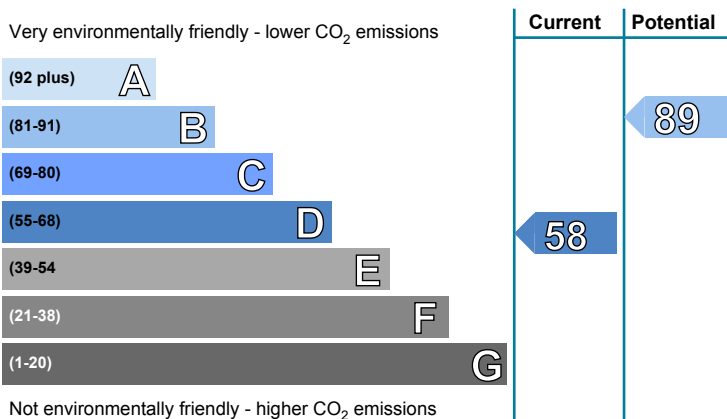 Current Potential
Very environmentally friendly - lower CO2 emissions
(92 plus) A
(81-91) B
89
(69-80) C
(55-68) D
58
(39-54 E
(21-38) F
(1-20) G
Not environmentally friendly - higher CO2 emissions